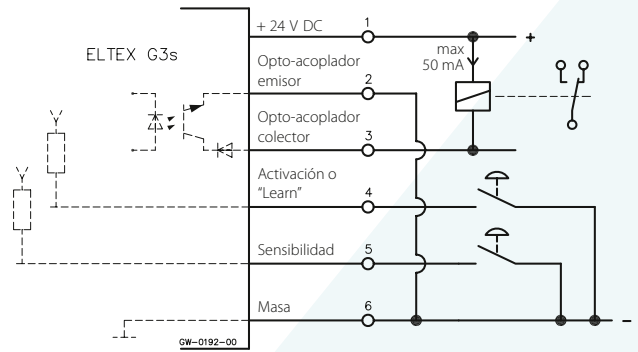 ELTEX G3s
+ 24 V DC
1
+
max
50 mA
Opto-acoplador
emisor
2
Opto-acoplador
colector
3
Activación o
“Learn”
4
Sensibilidad
5
Masa
6
-
GW-0192-00